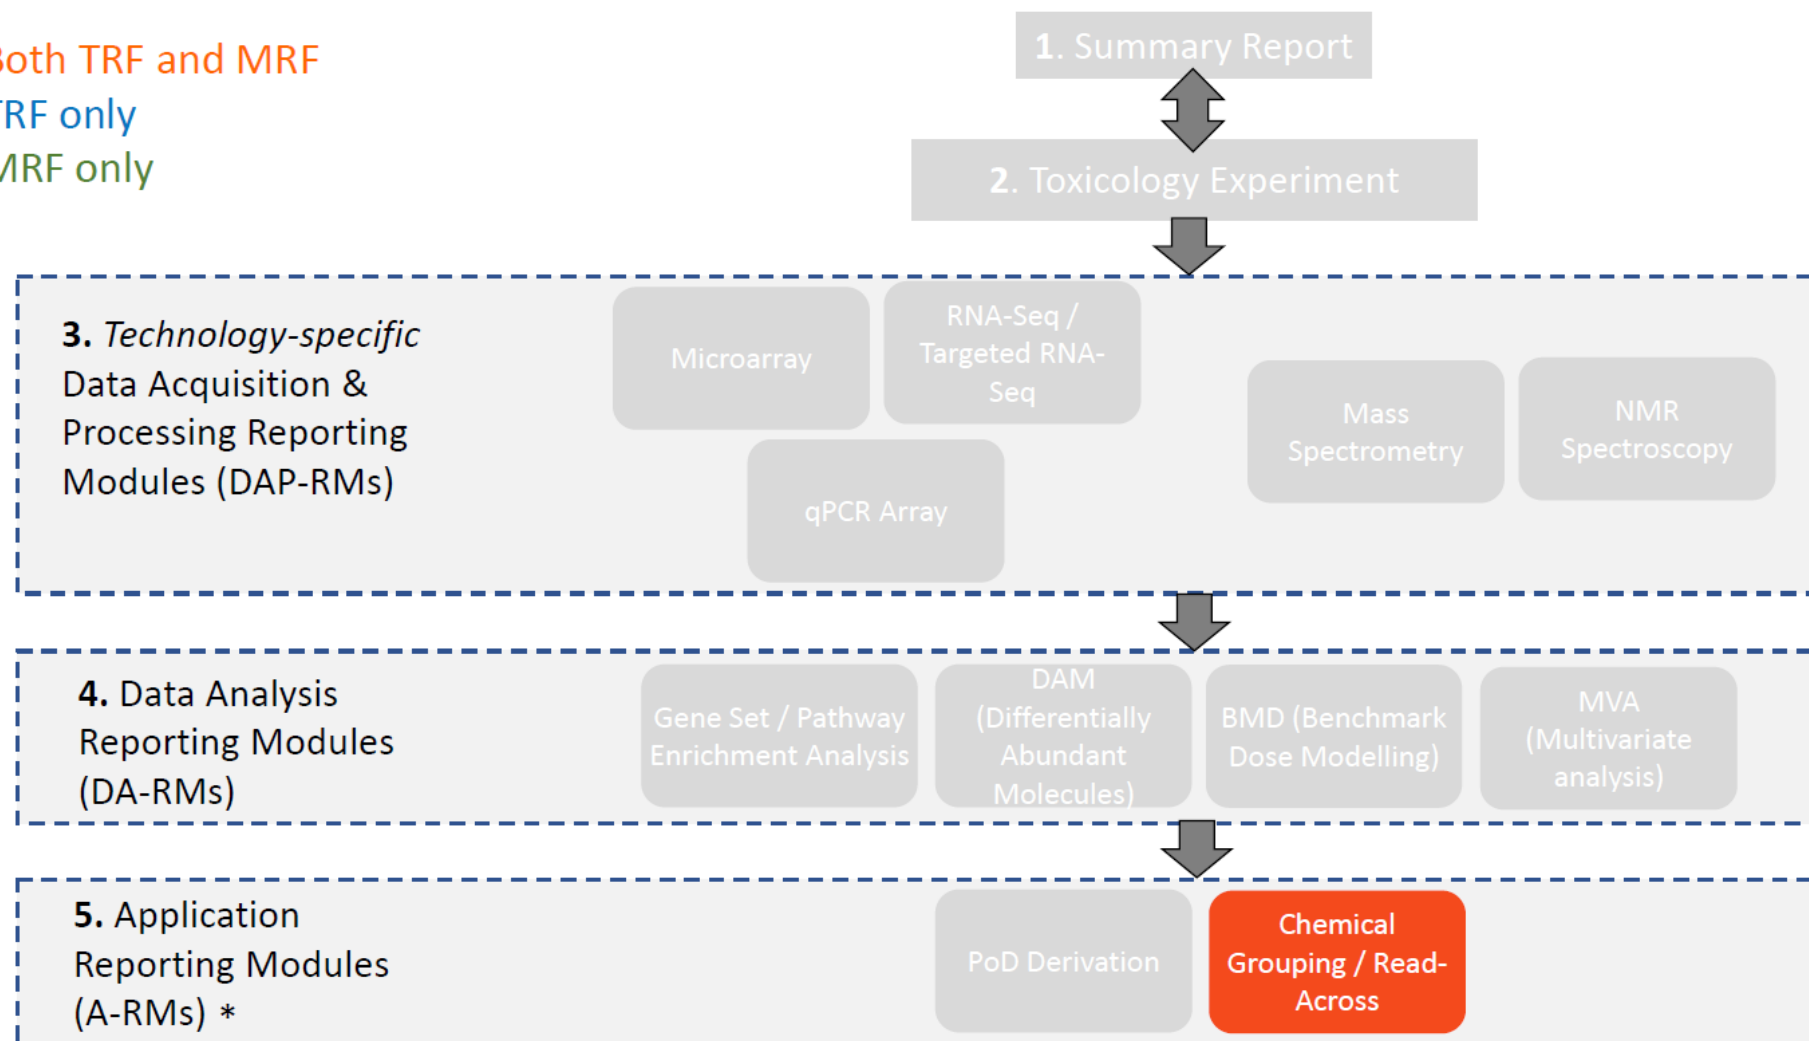 Both TRF and MRF
TRF only
MRF only
1. Summary Report
2. Toxicology Experiment
3. Technology-specific
Data Acquisition &
Processing Reporting
Modules (DAP-RMs)
Microarray
RNA-Seq /
Targeted RNA-
Seq
qPCR Array
Mass
Spectrometry
NMR
Spectroscopy
4. Data Analysis
Reporting Modules
(DA-RMs)
Gene Set / Pathway
Enrichment Analysis
DAM
(Differentially
Abundant
Molecules)
BMD (Benchmark
Dose Modelling)
MVA
(Multivariate
analysis)
5. Application
Reporting Modules
(A-RMs) *
PoD Derivation
Chemical
Grouping / Read-
Across